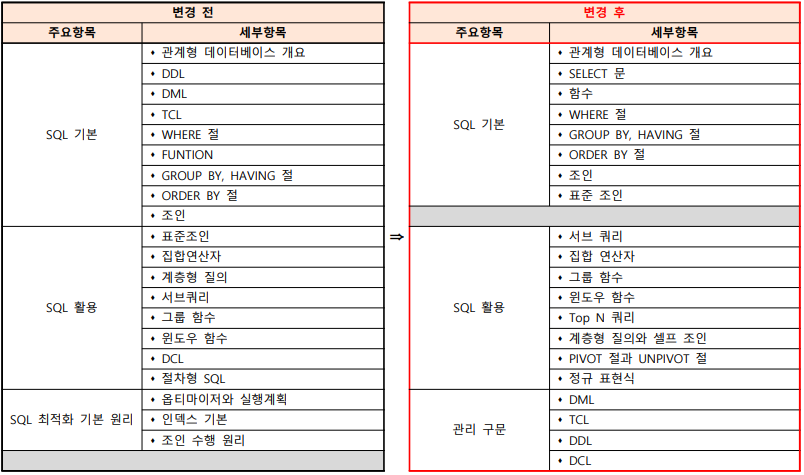 변경 전
주요항목 세부항목
SQL 기본
⬧ 관계형 데이터베이스 개요
⬧ DDL
⬧ DML
⬧ TCL
⬧ WHERE 절
⬧ FUNTION
⬧ GROUP BY, HAVING 절
⬧ ORDER BY 절
⬧ 조인
SQL 활용
⬧ 표준조인
⬧ 집합연산자
⬧ 계층형 질의
⬧ 서브쿼리
⬧ 그룹 함수
⬧ 윈도우 함수
⬧ DCL
⬧ 절차형 SQL
SQL 최적화 기본 원리
⬧ 옵티마이저와 실행계획
⬧ 인덱스 기본
⬧ 조인 수행 원리
⇒
변경 후
주요항목 세부항목
SQL 기본
⬧ 관계형 데이터베이스 개요
⬧ SELECT 문
⬧ 함수
⬧ WHERE 절
⬧ GROUP BY, HAVING 절
⬧ ORDER BY 절
⬧ 조인
⬧ 표준 조인
SQL 활용
⬧ 서브 쿼리
⬧ 집합 연산자
⬧ 그룹 함수
⬧ 윈도우 함수
⬧ Top N 쿼리
⬧ 계층형 질의와 셀프 조인
⬧ PIVOT 절과 UNPIVOT 절
⬧ 정규 표현식
관리 구문
⬧ DML
⬧ TCL
⬧ DDL
⬧ DCL